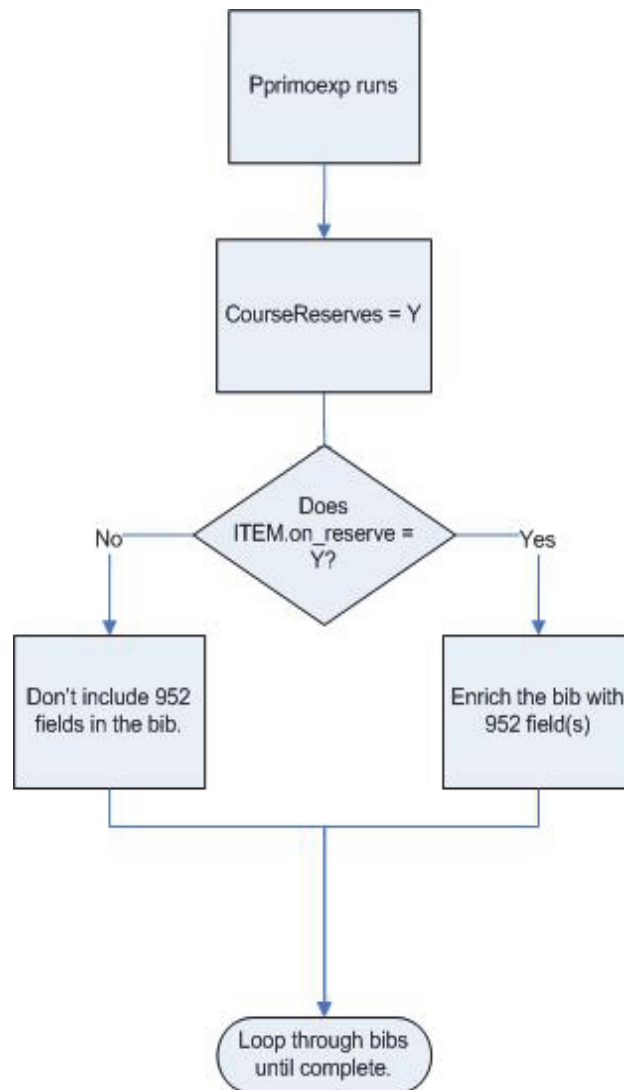 Pprimoexp runs
CourseReserves = Y
Does
ITEM.on_reserve =
Y?
No
Yes
Don't include 952
fields in the bib.
Enrich the bib with
952 field(s)
Loop through bibs
until complete.